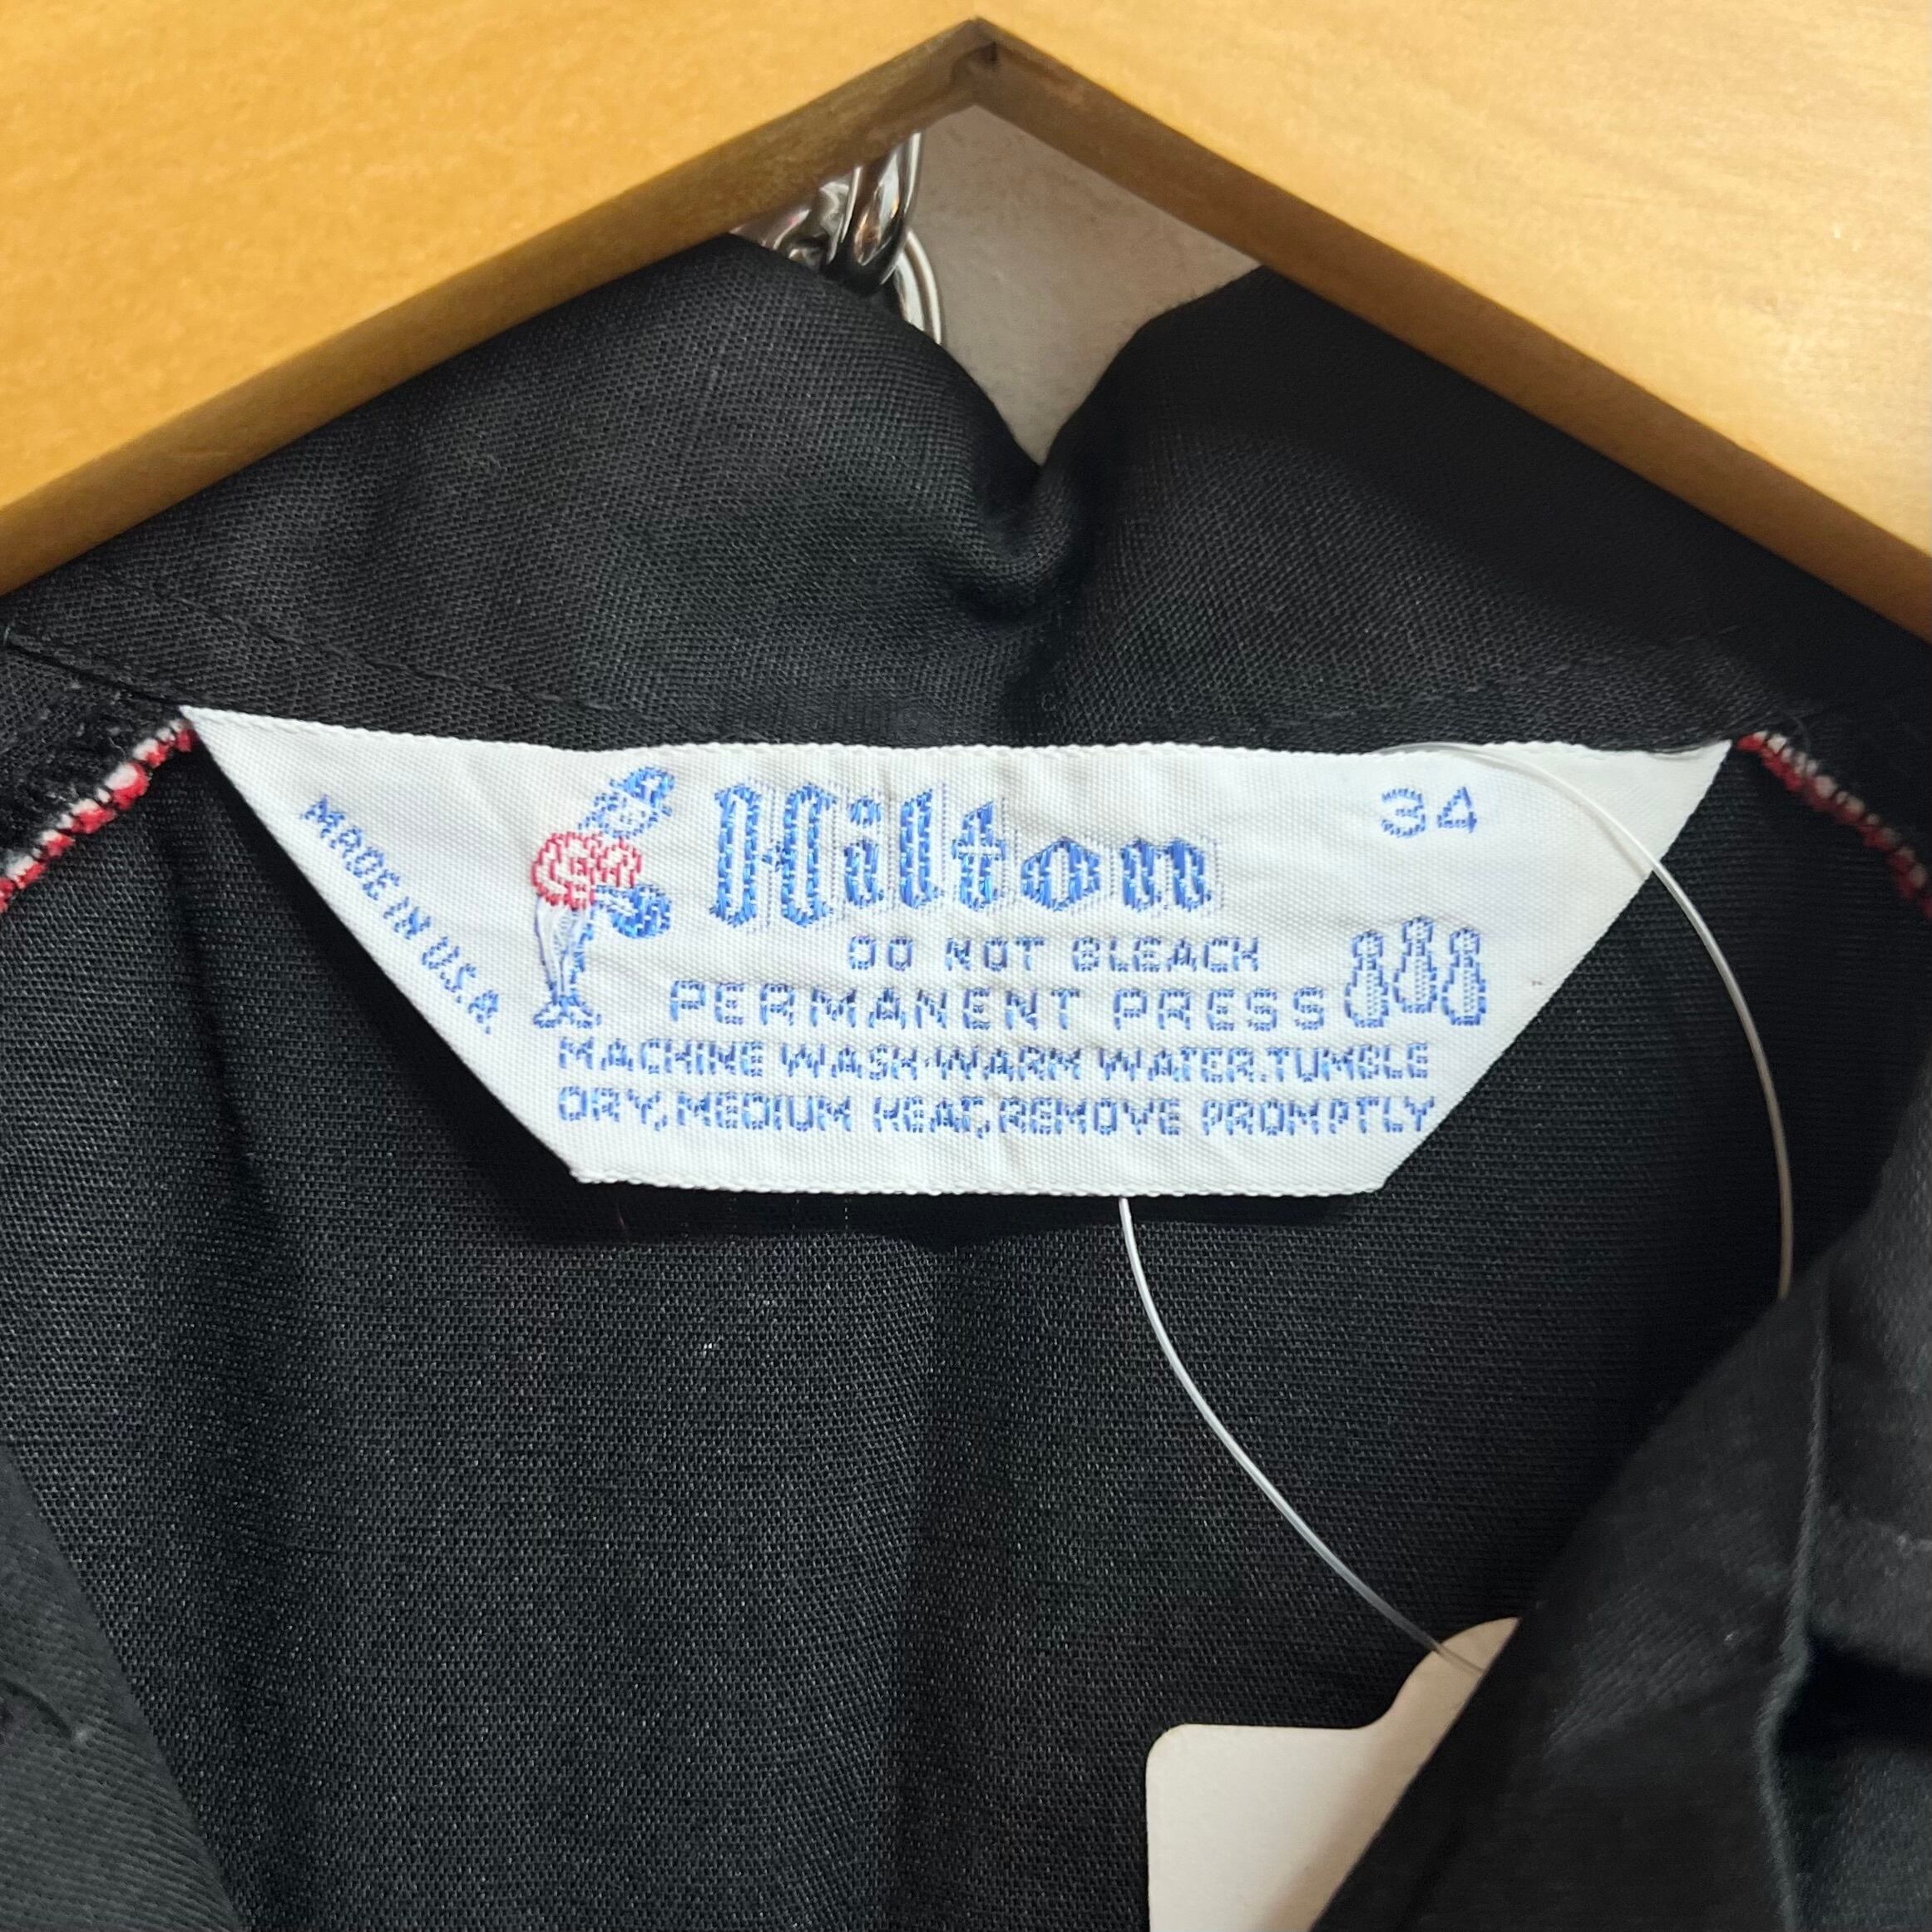 MADE IN U.S.A.
Hilton
34
DO NOT BLEACH
PERMANENT PRESS
MACHINE WASH·WARM WATER.TUMBLE
DRY,MEDIUM HEAT,REMOVE PROMPTLY